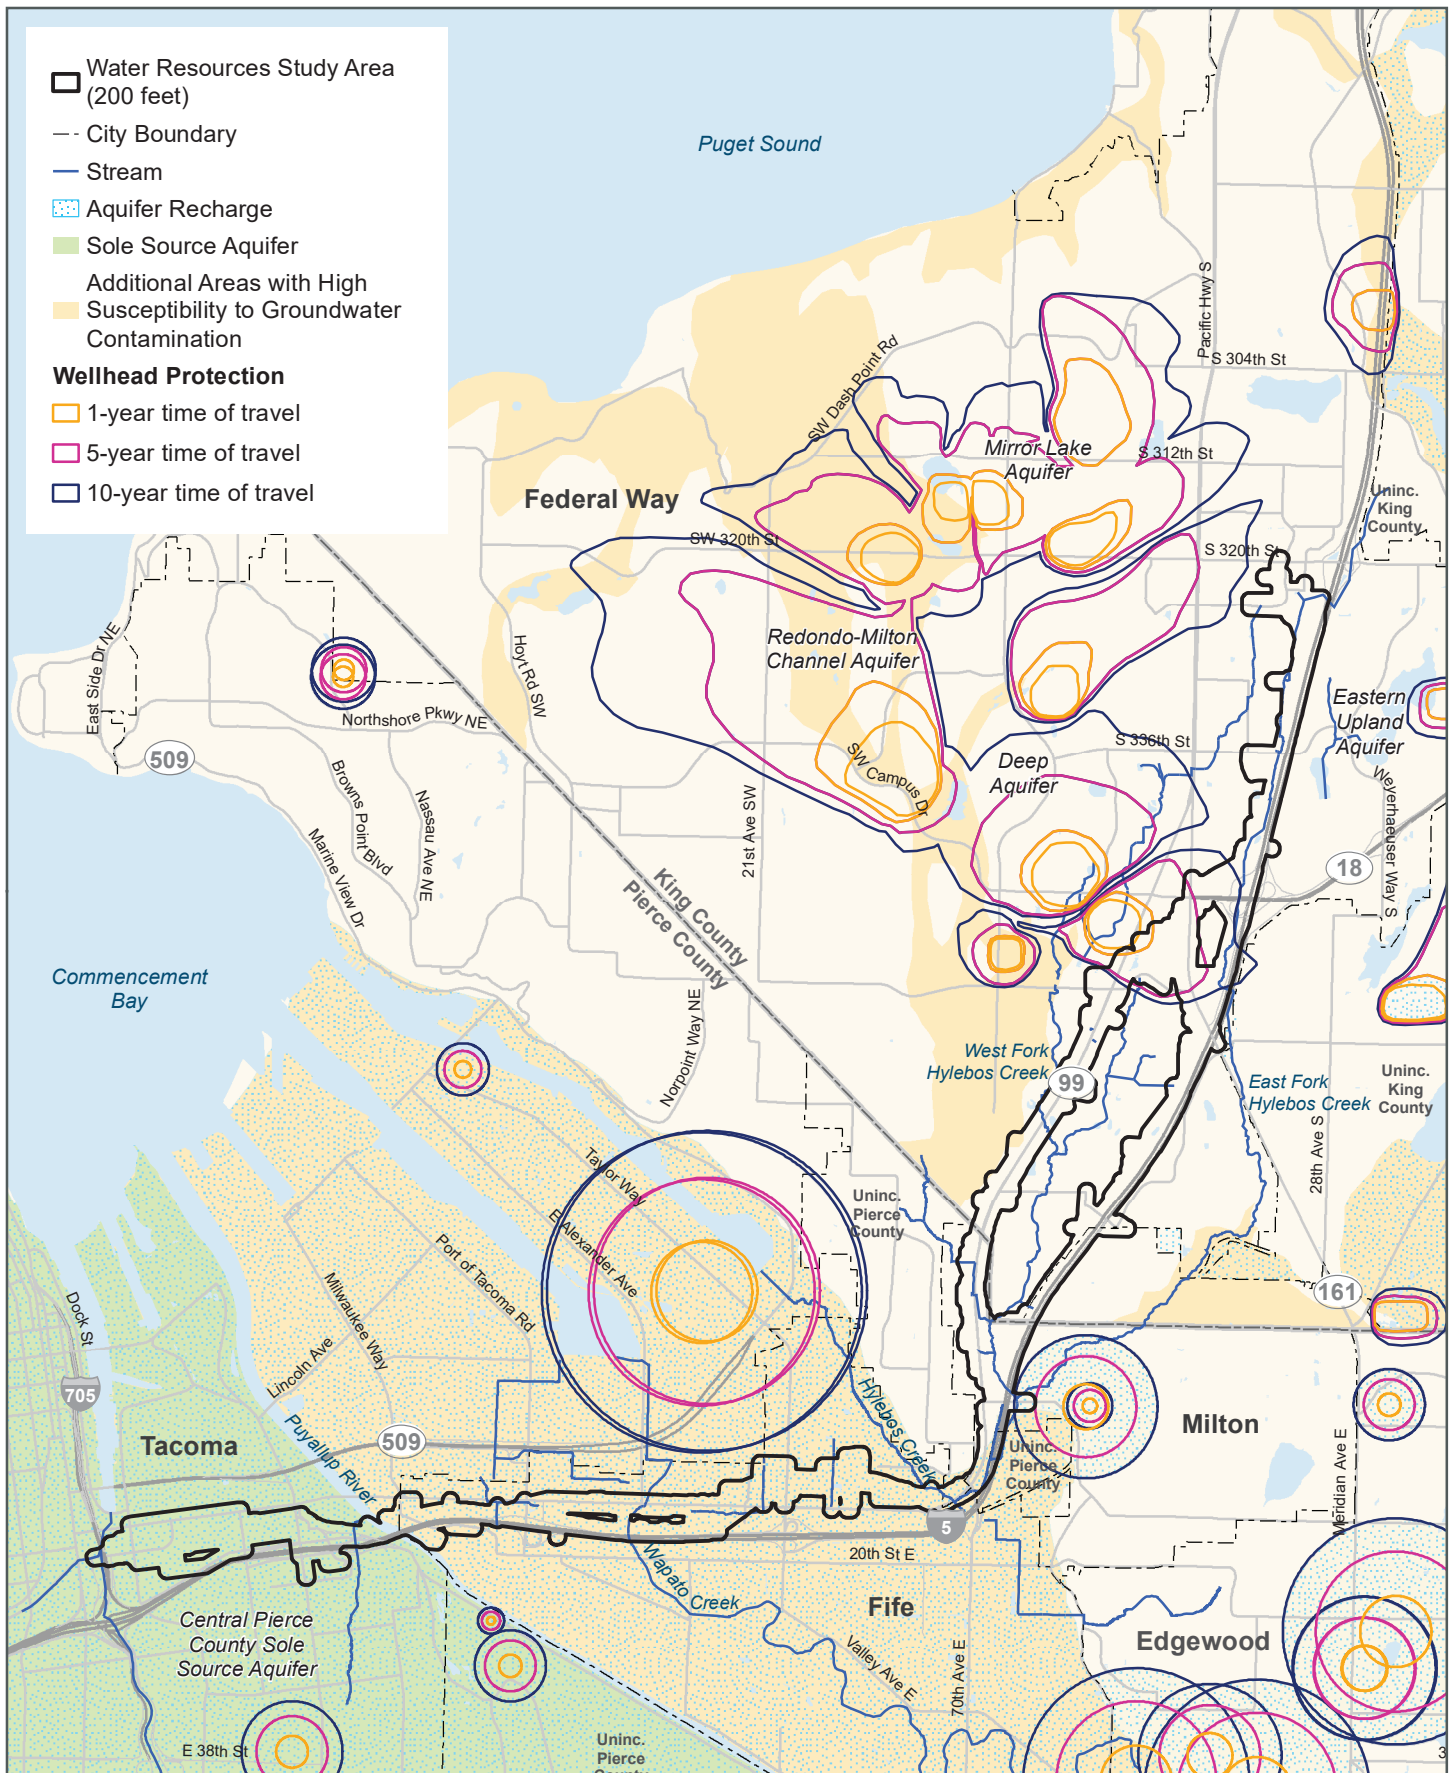 Water Resources Study Area
(200 feet)
City Boundary
Stream
Aquifer Recharge
Sole Source Aquifer
Additional Areas with High
Susceptibility to Groundwater
Contamination
Wellhead Protection
1-year time of travel
5-year time of travel
10-year time of travel
Puget Sound
Pacific Hwy S
S 304th St
SW Dash Point Rd
Mirror Lake
Aquifer
S 312th St
Federal Way
Uninc.
King
County
SW 320th St
S 320th St
Redondo-Milton
Channel Aquifer
East Side Dr NE
Hoyt Rd SW
Northshore Pkwy NE
Eastern
Upland
Aquifer
509
S 336th St
Deep
Aquifer
SW Campus Dr
Browns Point Blvd
Nassau Ave NE
Marine View Dr
21st Ave SW
Weyerhaeuser Way S
18
King County
Pierce County
Commencement
Bay
Norpoint Way NE
West Fork
Hylebos Creek
99
East Fork
Hylebos Creek
Uninc.
King
County
28th Ave S
Taylor Way
E Alexander Ave
Port of Tacoma Rd
Milwaukee Way
Lincoln Ave
Dock St
Uninc.
Pierce
County
161
705
Puyallup River
509
Tacoma
Hylebos Creek
Milton
Uninc.
Pierce
County
Meridian Ave E
5
20th St E
Wapato Creek
Fife
Central Pierce
County Sole
Source Aquifer
Edgewood
Valley Ave E
70th Ave E
E 38th St
Uninc.
Pierce
County
3